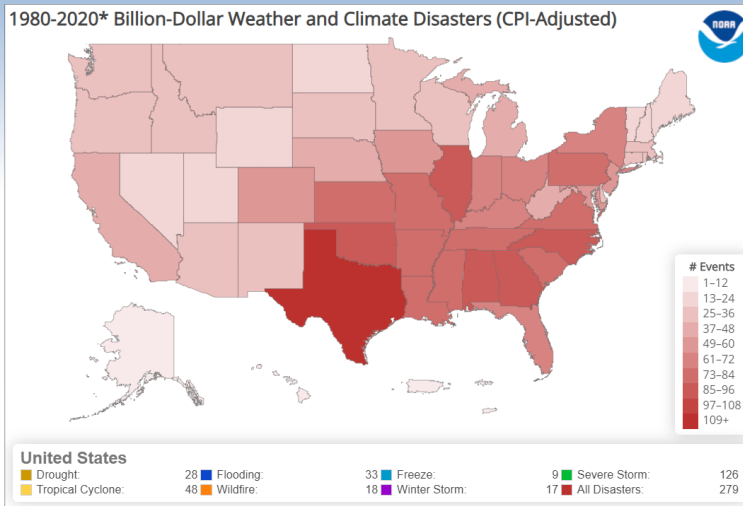 1980-2020* Billion-Dollar Weather and Climate Disasters (CPI-Adjusted)
NOAA
# Events
1–12
13–24
25–36
37–48
49–60
61–72
73–84
85–96
97–108
109+
United States
Drought: 28 Flooding: 33 Freeze: 9 Severe Storm: 126
Tropical Cyclone: 48 Wildfire: 18 Winter Storm: 17 All Disasters: 279